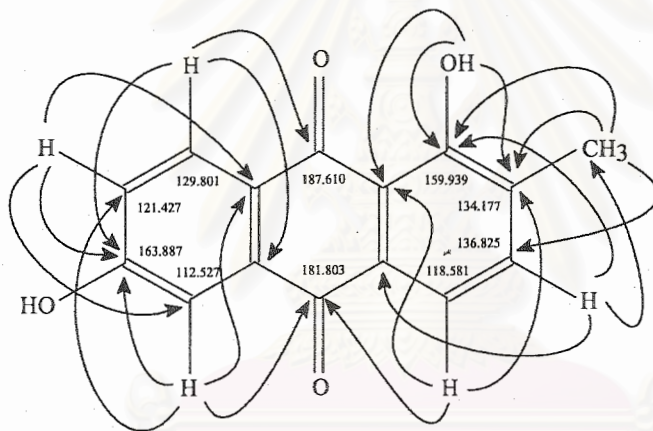 O OH
H
H CH3
129.801 187.610 159.939
121.427 134.177
163.887 136.825
112.527 181.803 118.581
HO H
H O H